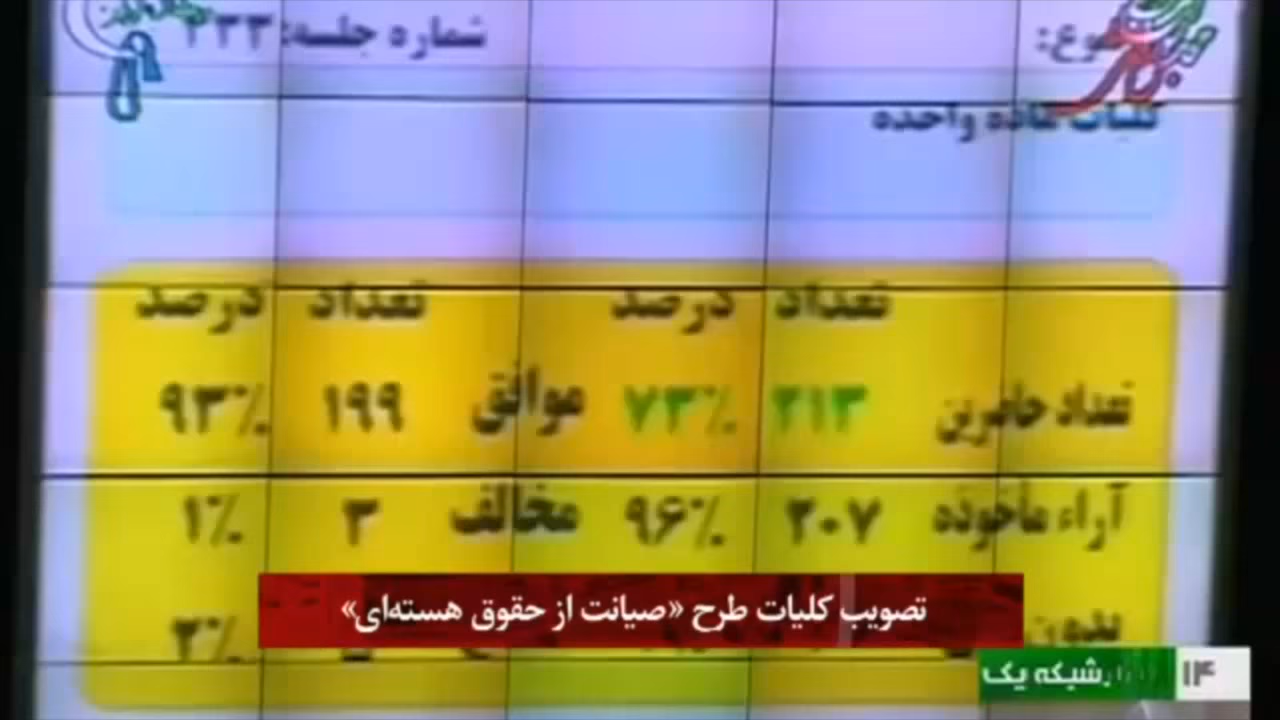 شماره جلسه: ۲۳۳
کلیات ماده واحده
تعداد درصد تعداد درصد
تعداد حاضرین ۲۱۳ ۷۳٪ موافق ۱۹۹ ۹۳٪
آراء ماخوذه ۲۰۷ ۹۶٪ مخالف ۳ ۱٪
۲٪
تصویب کلیات طرح «صیانت از حقوق هسته‌ای»
شبکه یک ۱۴